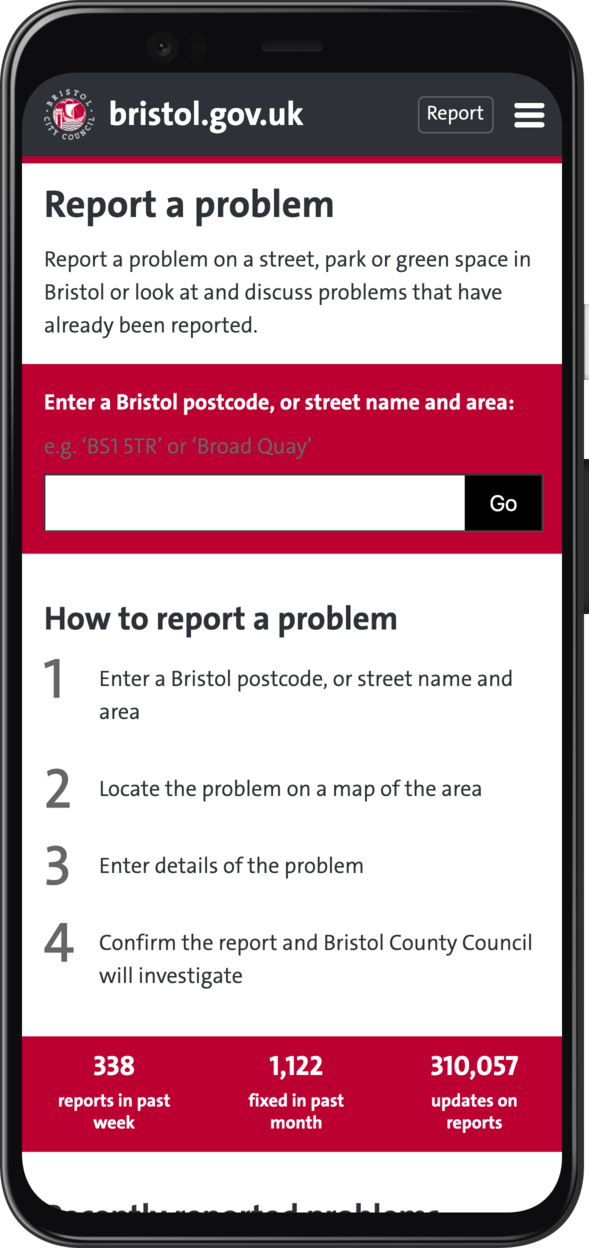 BRISTOL
CITY COUNCIL
bristol.gov.uk
Report
Report a problem
Report a problem on a street, park or green space in
Bristol or look at and discuss problems that have
already been reported.
Enter a Bristol postcode, or street name and area:
e.g. ‘BS1 5TR’ or ‘Broad Quay’
Go
How to report a problem
1 Enter a Bristol postcode, or street name and
area
2 Locate the problem on a map of the area
3 Enter details of the problem
4 Confirm the report and Bristol County Council
will investigate
338 1,122 310,057
reports in past fixed in past updates on
week month reports
Recently reported problems